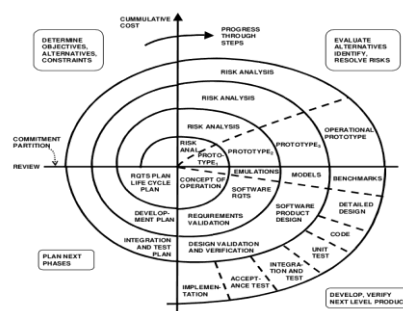 CUMMULATIVE
COST
PROGRESS
THROUGH
STEPS
DETERMINE
OBJECTIVES,
ALTERNATIVES,
CONSTRAINTS
EVALUATE
ALTERNATIVES
IDENTIFY,
RESOLVE RISKS
RISK ANALYSIS
RISK ANALYSIS
RISK ANALYSIS
RISK
ANAL.
PROTO-
TYPE1
PROTOTYPE2
PROTOTYPE3
OPERATIONAL
PROTOTYPE
COMMITMENT
PARTITION
REVIEW
RQTS PLAN
LIFE CYCLE
PLAN
CONCEPT OF
OPERATION
EMULATIONS
MODELS
BENCHMARKS
SOFTWARE
RQTS
SOFTWARE
PRODUCT
DESIGN
DETAILED
DESIGN
DEVELOP-
MENT PLAN
REQUIREMENTS
VALIDATION
CODE
UNIT
TEST
INTEGRATION
AND TEST
PLAN
DESIGN VALIDATION
AND VERIFICATION
INTEGRA-
TION AND
TEST
ACCEPT-
ANCE TEST
IMPLEMEN-
TATION
PLAN NEXT
PHASES
DEVELOP, VERIFY
NEXT LEVEL PRODUC